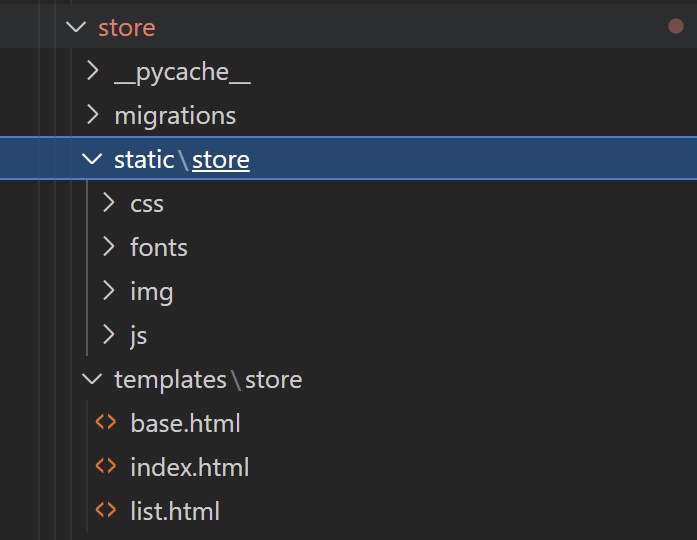 store
__pycache__
migrations
static\store
css
fonts
img
js
templates\store
base.html
index.html
list.html